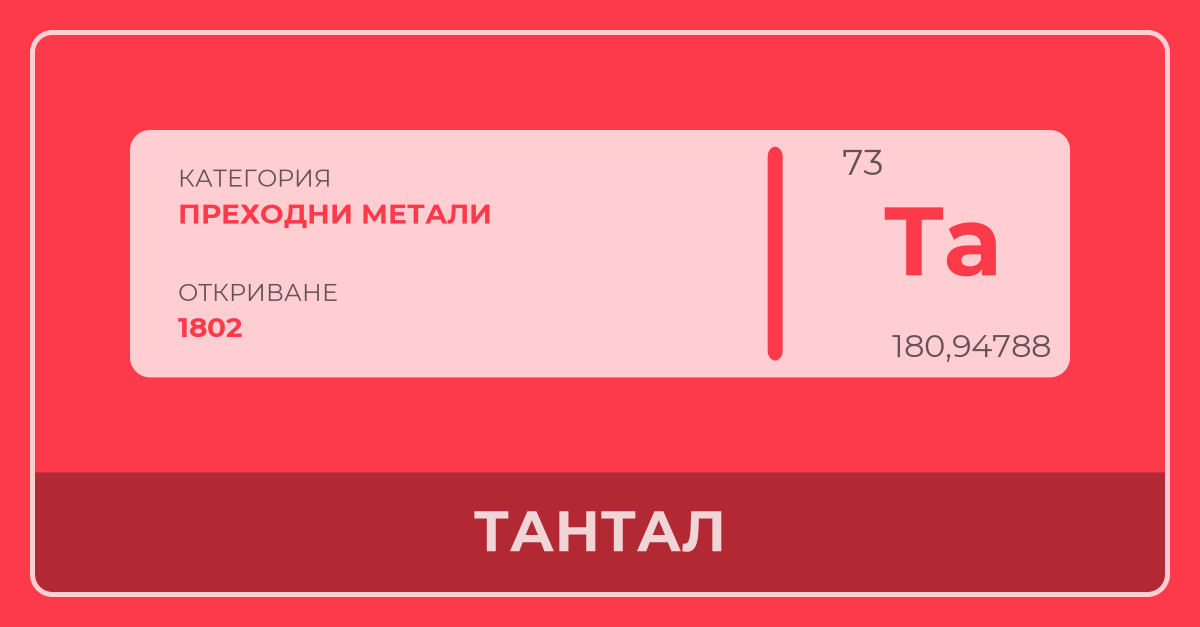 КАТЕГОРИЯ
ПРЕХОДНИ МЕТАЛИ
ОТКРИВАНЕ
1802
73
Ta
180,94788
ТАНТАЛ